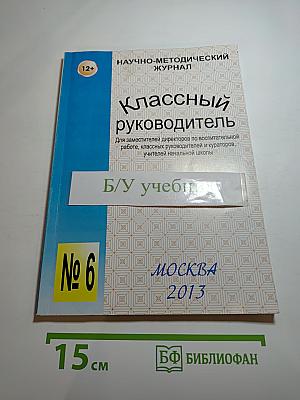 12+
НАУЧНО-МЕТОДИЧЕСКИЙ
ЖУРНАЛ
Классный
руководитель
Для заместителей директоров по воспитательной
работе, классных руководителей и кураторов,
учителей начальной школы
Б/У учебн
№ 6
МОСКВА
2013
15 см
БФ БИБЛИОФАН